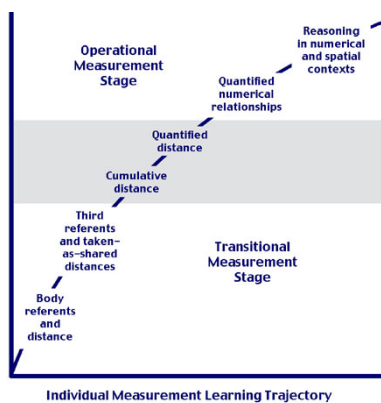 Reasoning
in numerical
and spatial
contexts
Operational
Measurement
Stage
Quantified
numerical
relationships
Quantified
distance
Cumulative
distance
Third
referents
and taken-
as-shared
distances
Transitional
Measurement
Stage
Body
referents
and
distance
Individual Measurement Learning Trajectory